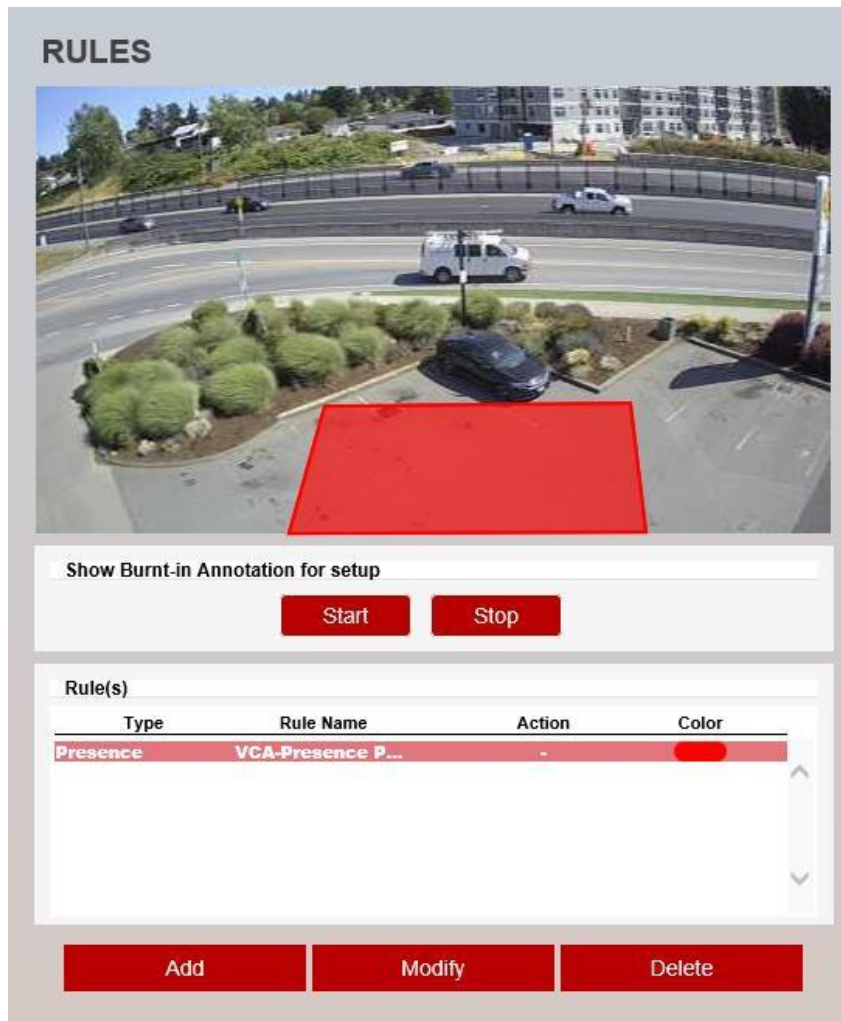 RULES
Show Burnt-in Annotation for setup
Start Stop
Rule(s)
Type Rule Name Action Color
Presence VCA-Presence P... -
Add Modify Delete